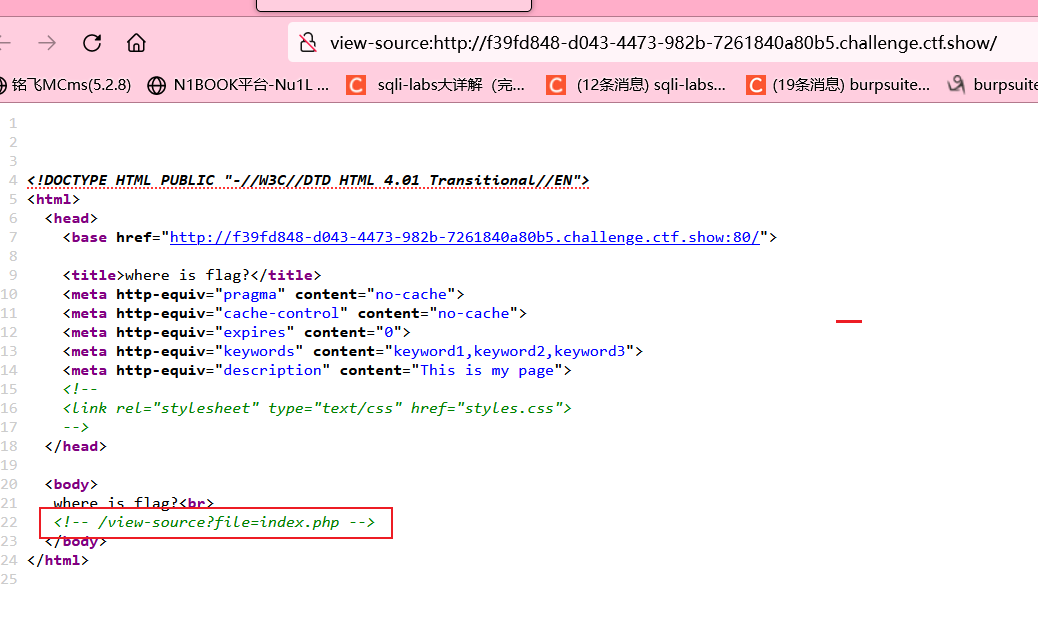 view-source:http://f39fd848-d043-4473-982b-7261840a80b5.challenge.ctf.show/
铭飞MCms(5.2.8) N1BOOK平台-Nu1L ... C sqli-labs大详解（完... C (12条消息) sqli-labs... C (19条消息) burpsuite... burpsuite
1
2
3
4 <!DOCTYPE HTML PUBLIC "-//W3C//DTD HTML 4.01 Transitional//EN">
5 <html>
6 <head>
7 <base href="http://f39fd848-d043-4473-982b-7261840a80b5.challenge.ctf.show:80/">
8
9 <title>where is flag?</title>
10 <meta http-equiv="pragma" content="no-cache">
11 <meta http-equiv="cache-control" content="no-cache">
12 <meta http-equiv="expires" content="0">
13 <meta http-equiv="keywords" content="keyword1,keyword2,keyword3">
14 <meta http-equiv="description" content="This is my page">
15 <!--
16 <link rel="stylesheet" type="text/css" href="styles.css">
17 -->
18 </head>
19
20 <body>
21 where is flag?<br>
22 <!-- /view-source?file=index.php -->
23 </body>
24 </html>
25